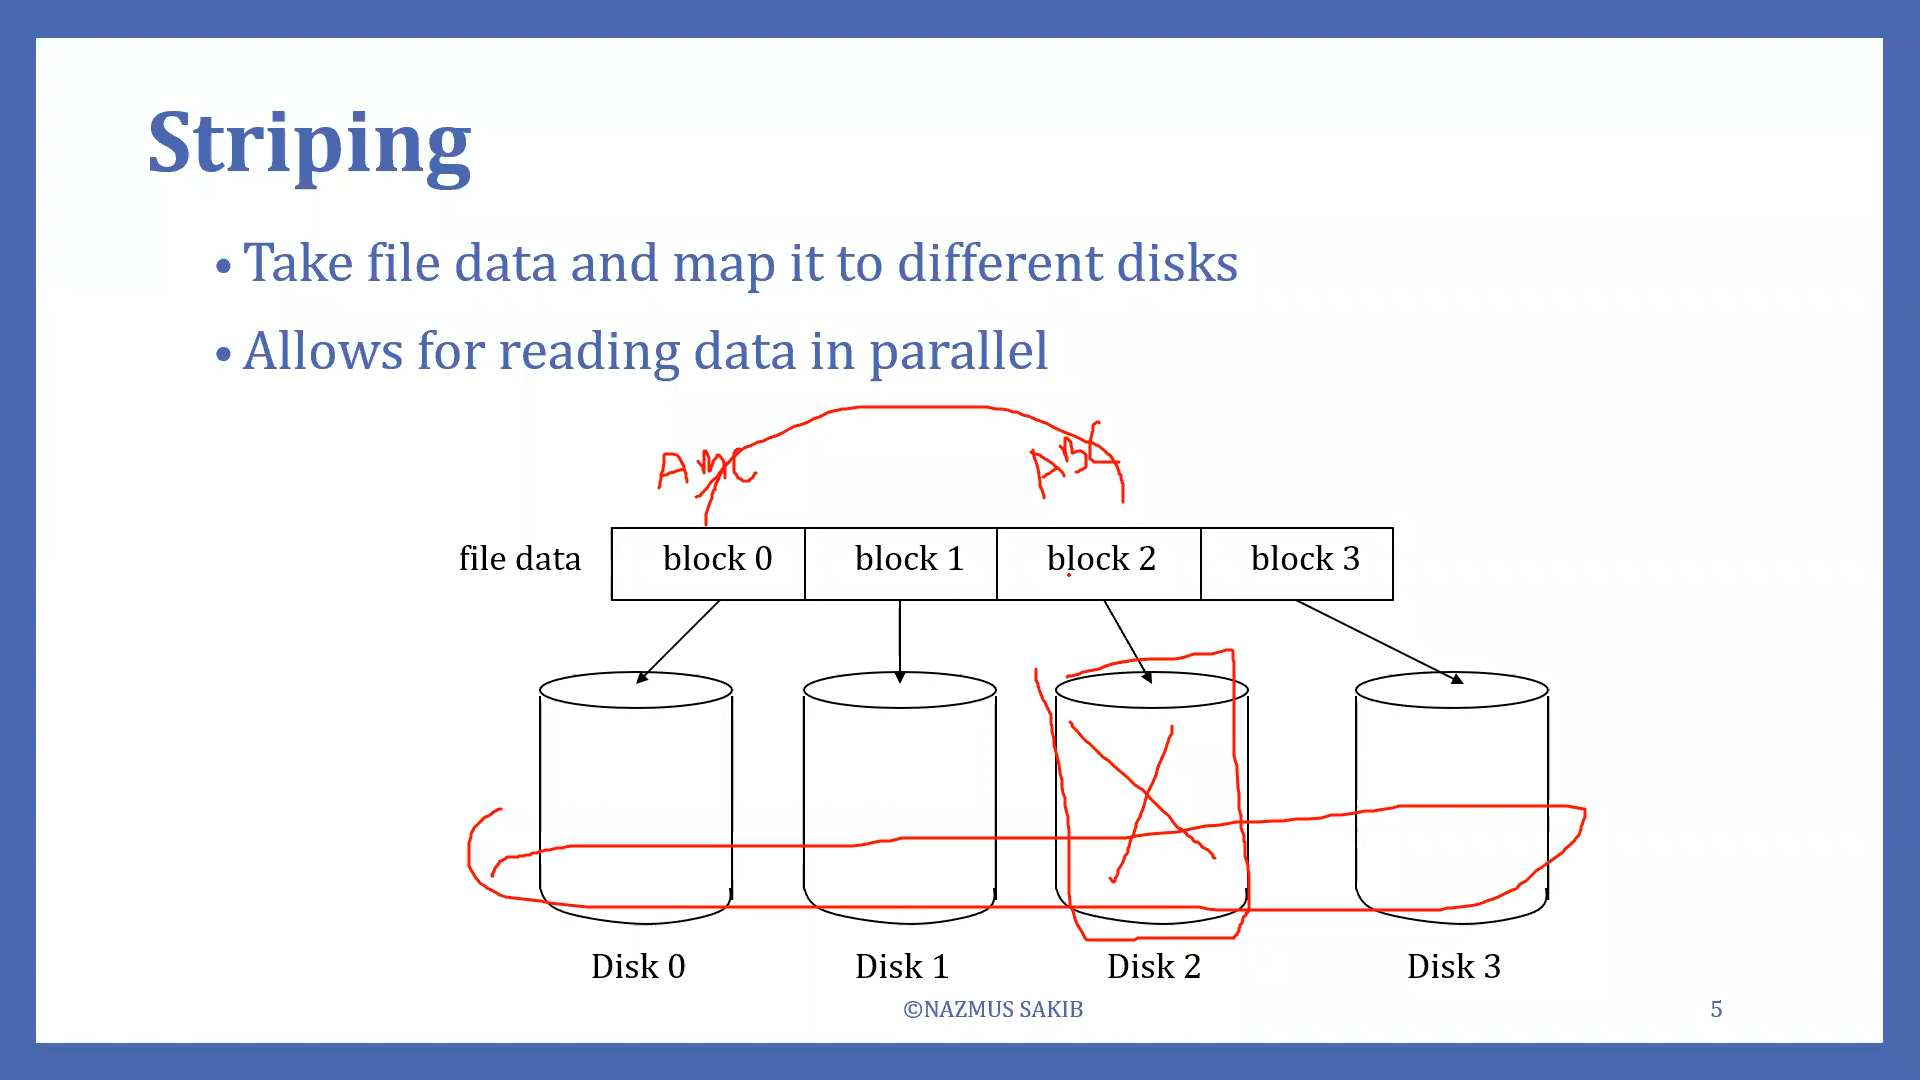 Striping
• Take file data and map it to different disks
• Allows for reading data in parallel
ABC
file data block 0 block 1 block 2 block 3
Disk 0 Disk 1 Disk 2 Disk 3
©NAZMUS SAKIB 5